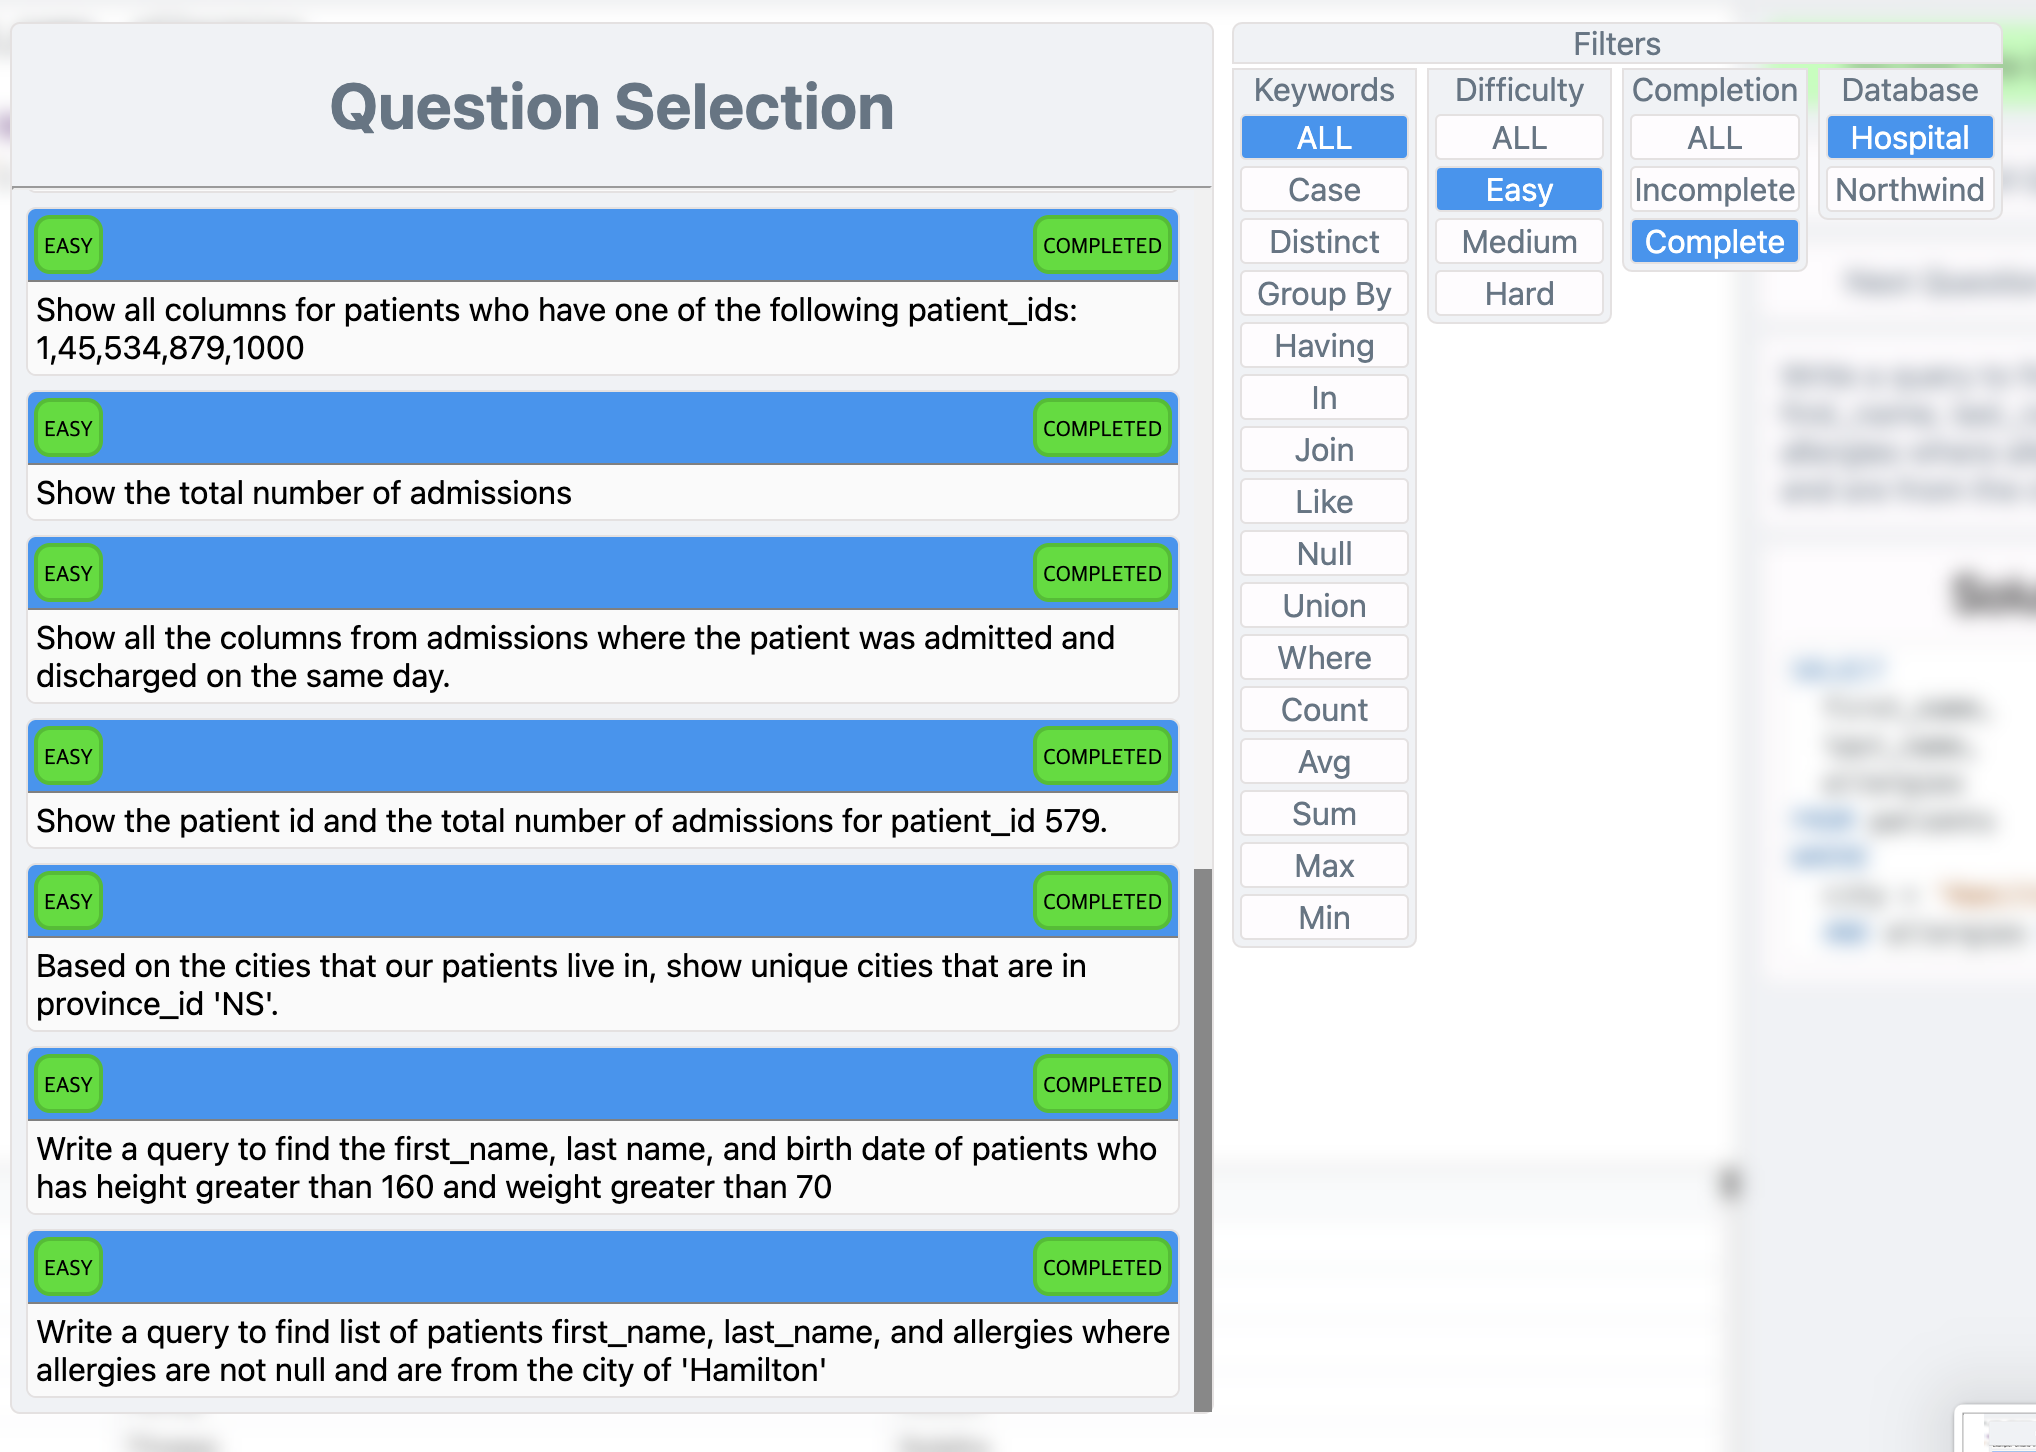 Question Selection
EASY
COMPLETED
Show all columns for patients who have one of the following patient_ids:
1,45,534,879,1000
EASY
COMPLETED
Show the total number of admissions
EASY
COMPLETED
Show all the columns from admissions where the patient was admitted and
discharged on the same day.
EASY
COMPLETED
Show the patient id and the total number of admissions for patient_id 579.
EASY
COMPLETED
Based on the cities that our patients live in, show unique cities that are in
province_id 'NS'.
EASY
COMPLETED
Write a query to find the first_name, last name, and birth date of patients who
has height greater than 160 and weight greater than 70
EASY
COMPLETED
Write a query to find list of patients first_name, last_name, and allergies where
allergies are not null and are from the city of 'Hamilton'
Filters
Keywords
ALL
Case
Distinct
Group By
Having
In
Join
Like
Null
Union
Where
Count
Avg
Sum
Max
Min
Difficulty
ALL
Easy
Medium
Hard
Completion
ALL
Incomplete
Complete
Database
Hospital
Northwind